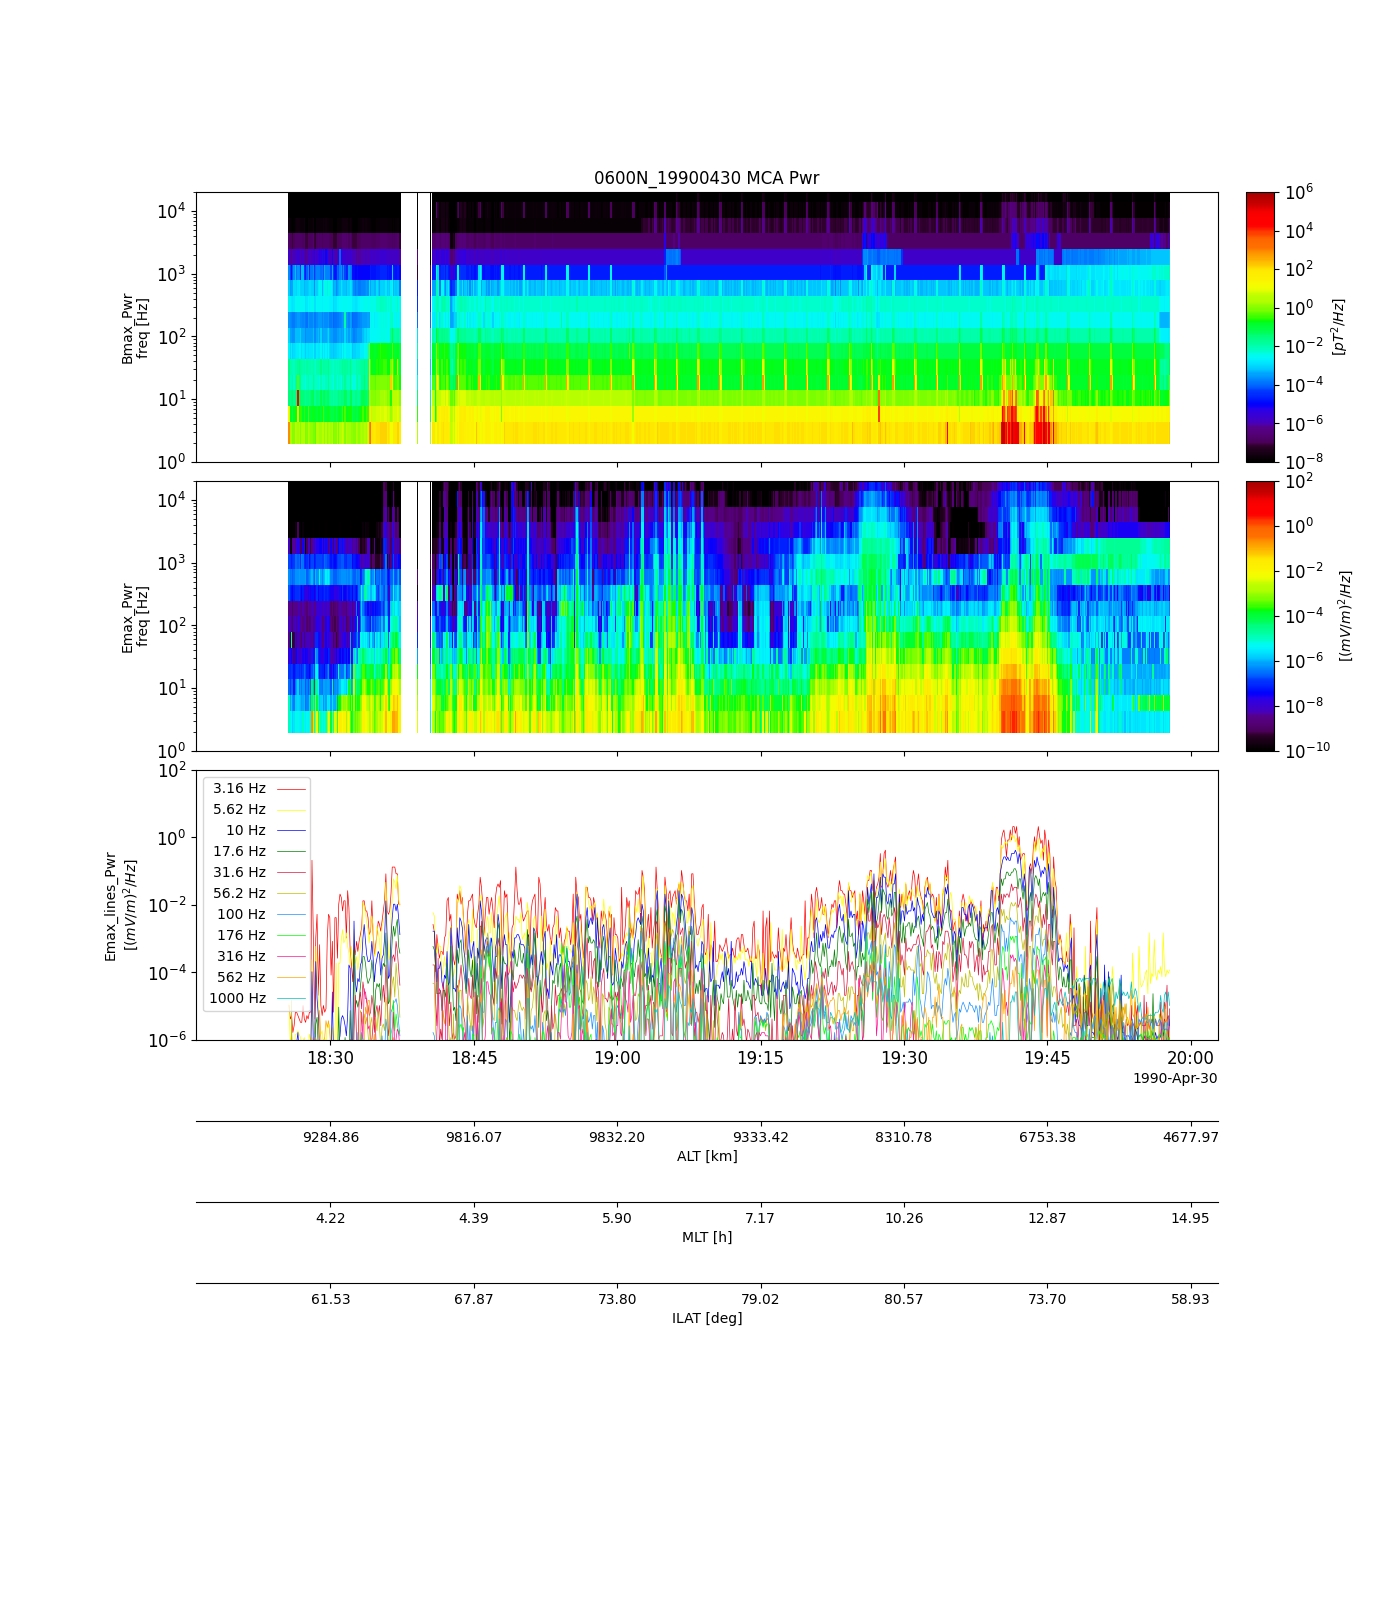 0600N_19900430 MCA Pwr
10^4
10^3
10^2
10^1
10^0
Bmax_Pwr
freq [Hz]
10^6
10^4
10^2
10^0
10^-2
10^-4
10^-6
10^-8
[pT^2/Hz]
10^4
10^3
10^2
10^1
10^0
Emax_Pwr
freq [Hz]
10^2
10^0
10^-2
10^-4
10^-6
10^-8
10^-10
[(mV/m)^2/Hz]
10^2
10^0
10^-2
10^-4
10^-6
Emax_lines_Pwr
[(mV/m)^2/Hz]
3.16 Hz
5.62 Hz
10 Hz
17.6 Hz
31.6 Hz
56.2 Hz
100 Hz
176 Hz
316 Hz
562 Hz
1000 Hz
18:30 18:45 19:00 19:15 19:30 19:45 20:00
1990-Apr-30
9284.86 9816.07 9832.20 9333.42 8310.78 6753.38 4677.97
ALT [km]
4.22 4.39 5.90 7.17 10.26 12.87 14.95
MLT [h]
61.53 67.87 73.80 79.02 80.57 73.70 58.93
ILAT [deg]